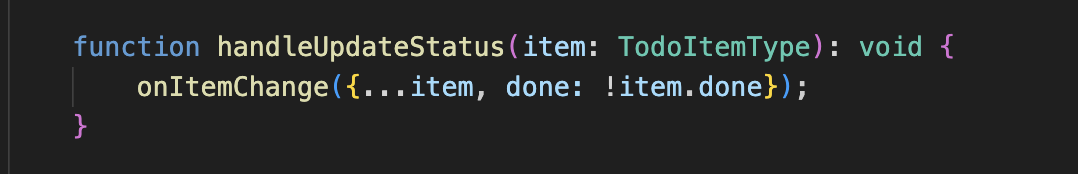 function handleUpdateStatus(item: TodoItemType): void {
    onItemChange({...item, done: !item.done});
}